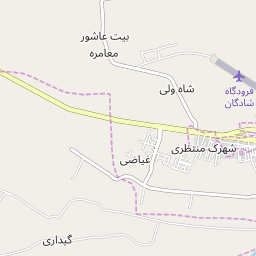 بیت عاشور
معامره
شاه ولی
فرودگاه
شادگان
شهرک منتظری
غیاضی
گیداری